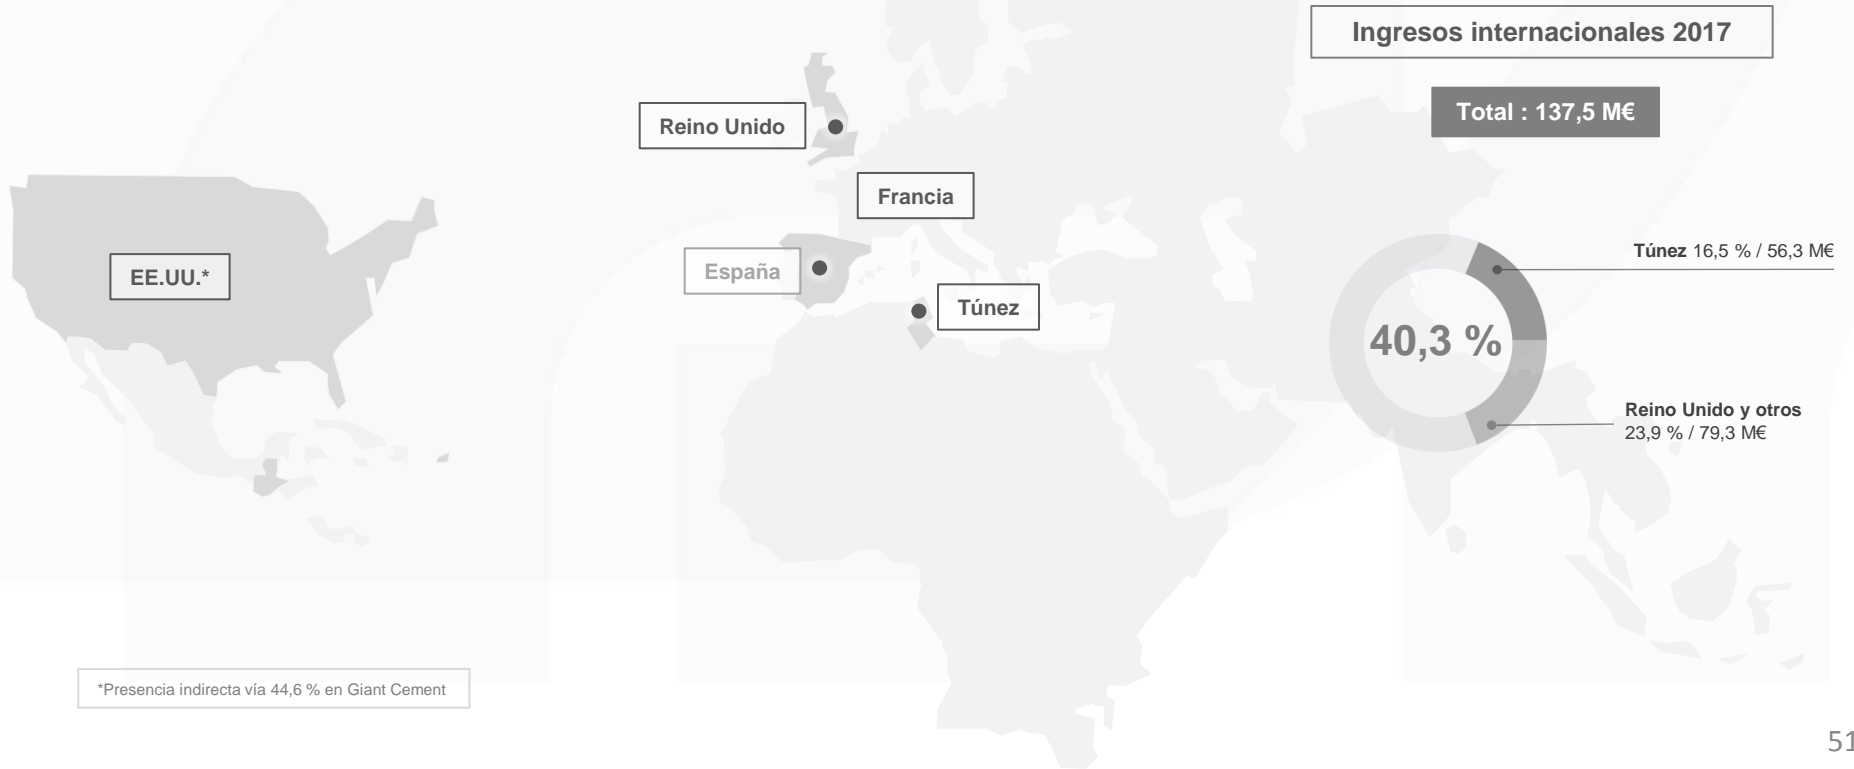 Ingresos internacionales 2017
Total : 137,5 M€
Reino Unido
Francia
EE.UU.*
España
Túnez
Túnez 16,5 % / 56,3 M€
40,3 %
Reino Unido y otros
23,9 % / 79,3 M€
*Presencia indirecta vía 44,6 % en Giant Cement
51